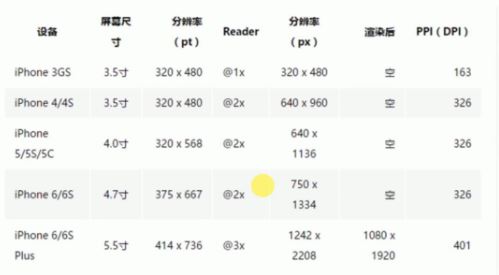 设备 屏幕尺寸 分辨率（pt） Reader 分辨率（px） 渲染后 PPI（DPI）
iPhone 3GS 3.5寸 320 x 480 @1x 320 x 480 空 163
iPhone 4/4S 3.5寸 320 x 480 @2x 640 x 960 空 326
iPhone 5/5S/5C 4.0寸 320 x 568 @2x 640 x 1136 空 326
iPhone 6/6S 4.7寸 375 x 667 @2x 750 x 1334 空 326
iPhone 6/6S Plus 5.5寸 414 x 736 @3x 1242 x 2208 1080 x 1920 401